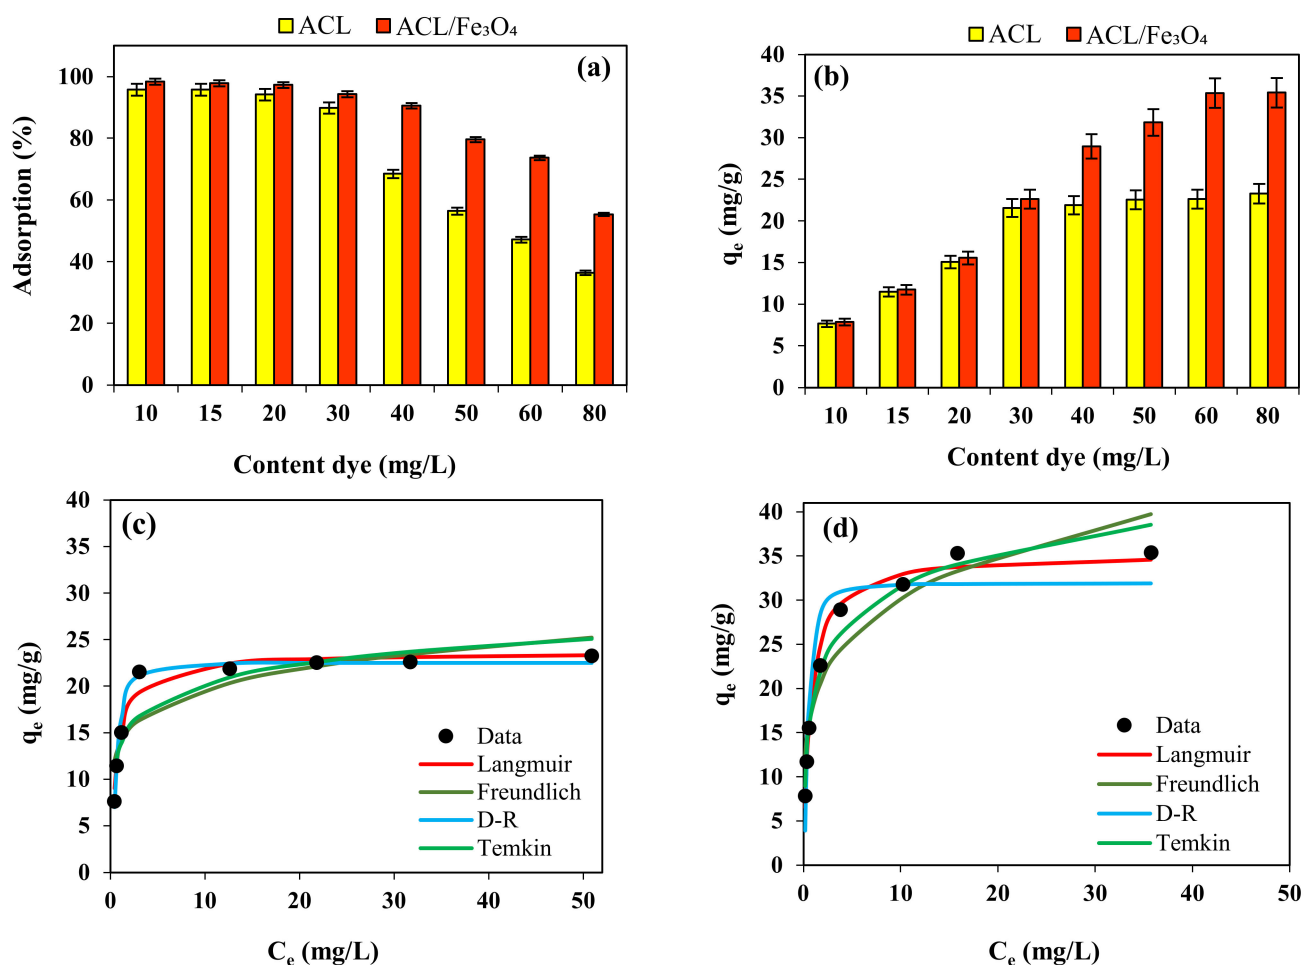 ACL ACL/Fe₃O₄
(a)
Adsorption (%)
100
80
60
40
20
0
10 15 20 30 40 50 60 80
Content dye (mg/L)
ACL ACL/Fe₃O₄
(b)
qₑ (mg/g)
40
35
30
25
20
15
10
5
0
10 15 20 30 40 50 60 80
Content dye (mg/L)
(c)
qₑ (mg/g)
40
35
30
25
20
15
10
5
0
Data
Langmuir
Freundlich
D-R
Temkin
0 10 20 30 40 50
Cₑ (mg/L)
(d)
qₑ (mg/g)
40
35
30
25
20
15
10
5
0
Data
Langmuir
Freundlich
D-R
Temkin
0 10 20 30 40 50
Cₑ (mg/L)